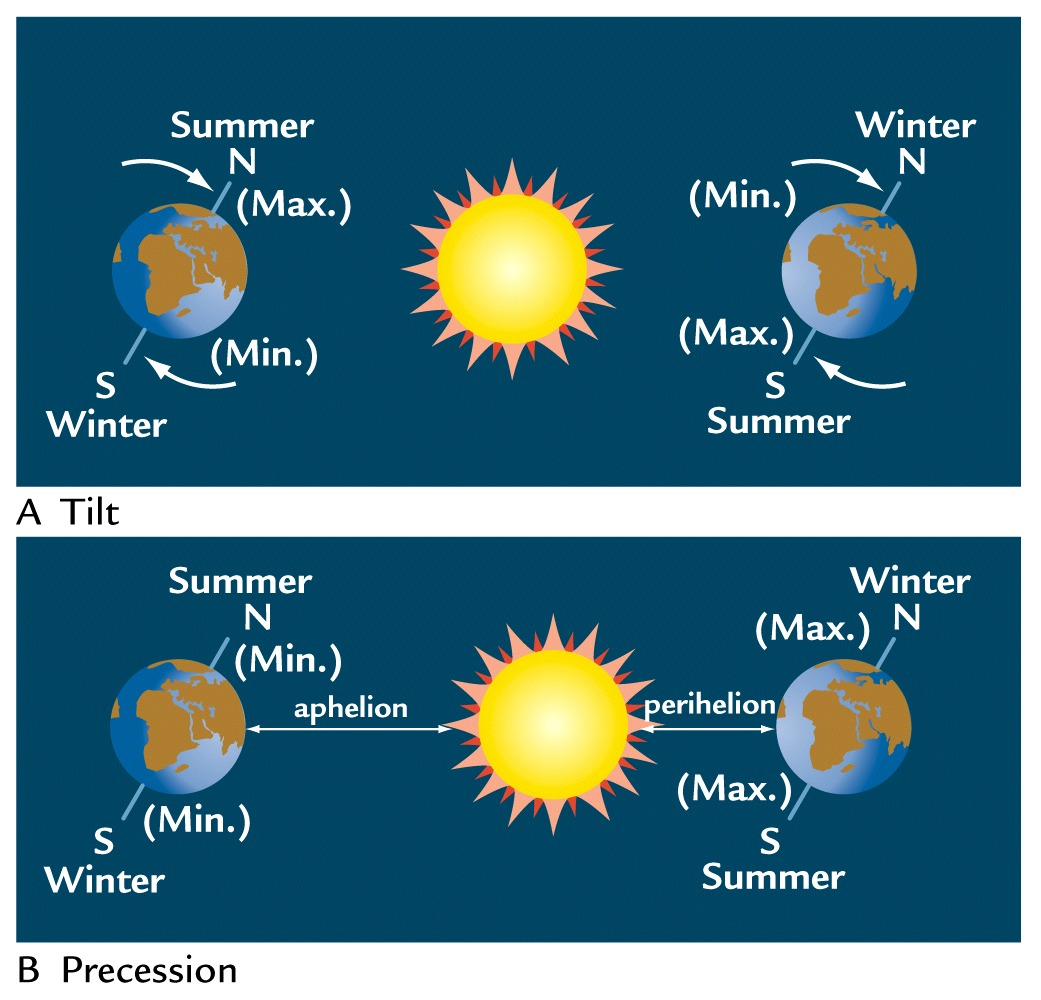 Summer
N
(Max.)
(Min.)
S
Winter
Winter
N
(Min.)
(Max.)
S
Summer
A Tilt
Summer
N
(Min.)
aphelion
(Min.)
S
Winter
Winter
N
(Max.)
perihelion
(Max.)
S
Summer
B Precession